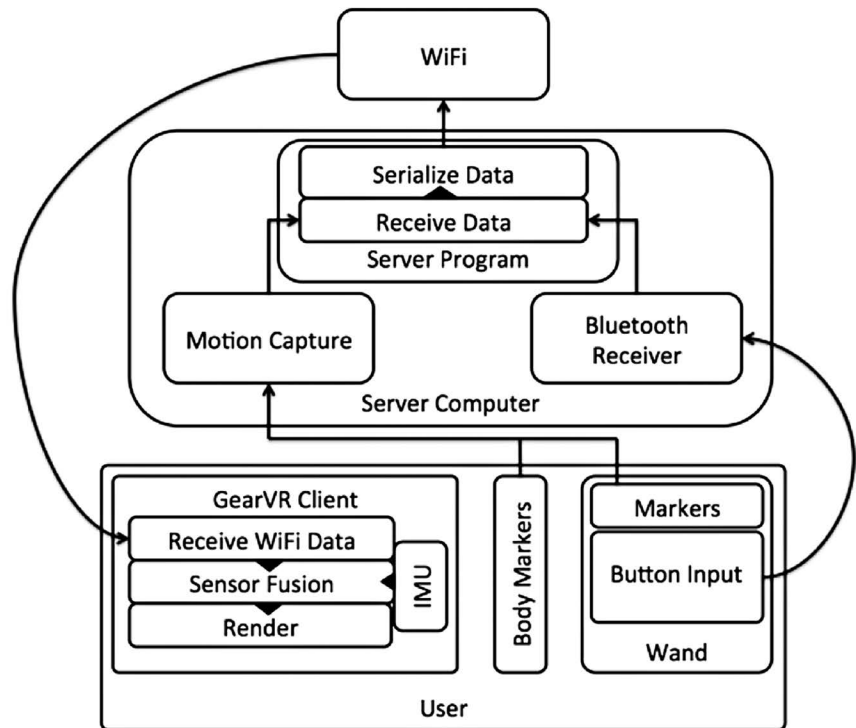 WiFi
Serialize Data
Receive Data
Server Program
Motion Capture
Bluetooth
Receiver
Server Computer
GearVR Client
Receive WiFi Data
Sensor Fusion
Render
IMU
Body Markers
Markers
Button Input
Wand
User